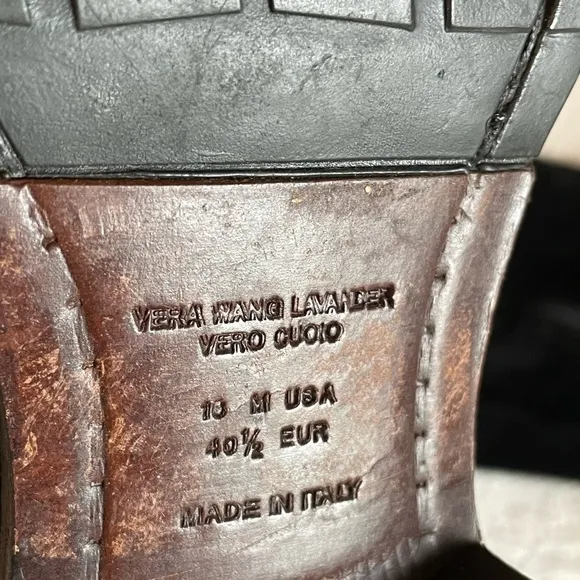 VERA WANG LAVANDER
VERO CUOIO
10 M USA
40½ EUR
MADE IN ITALY